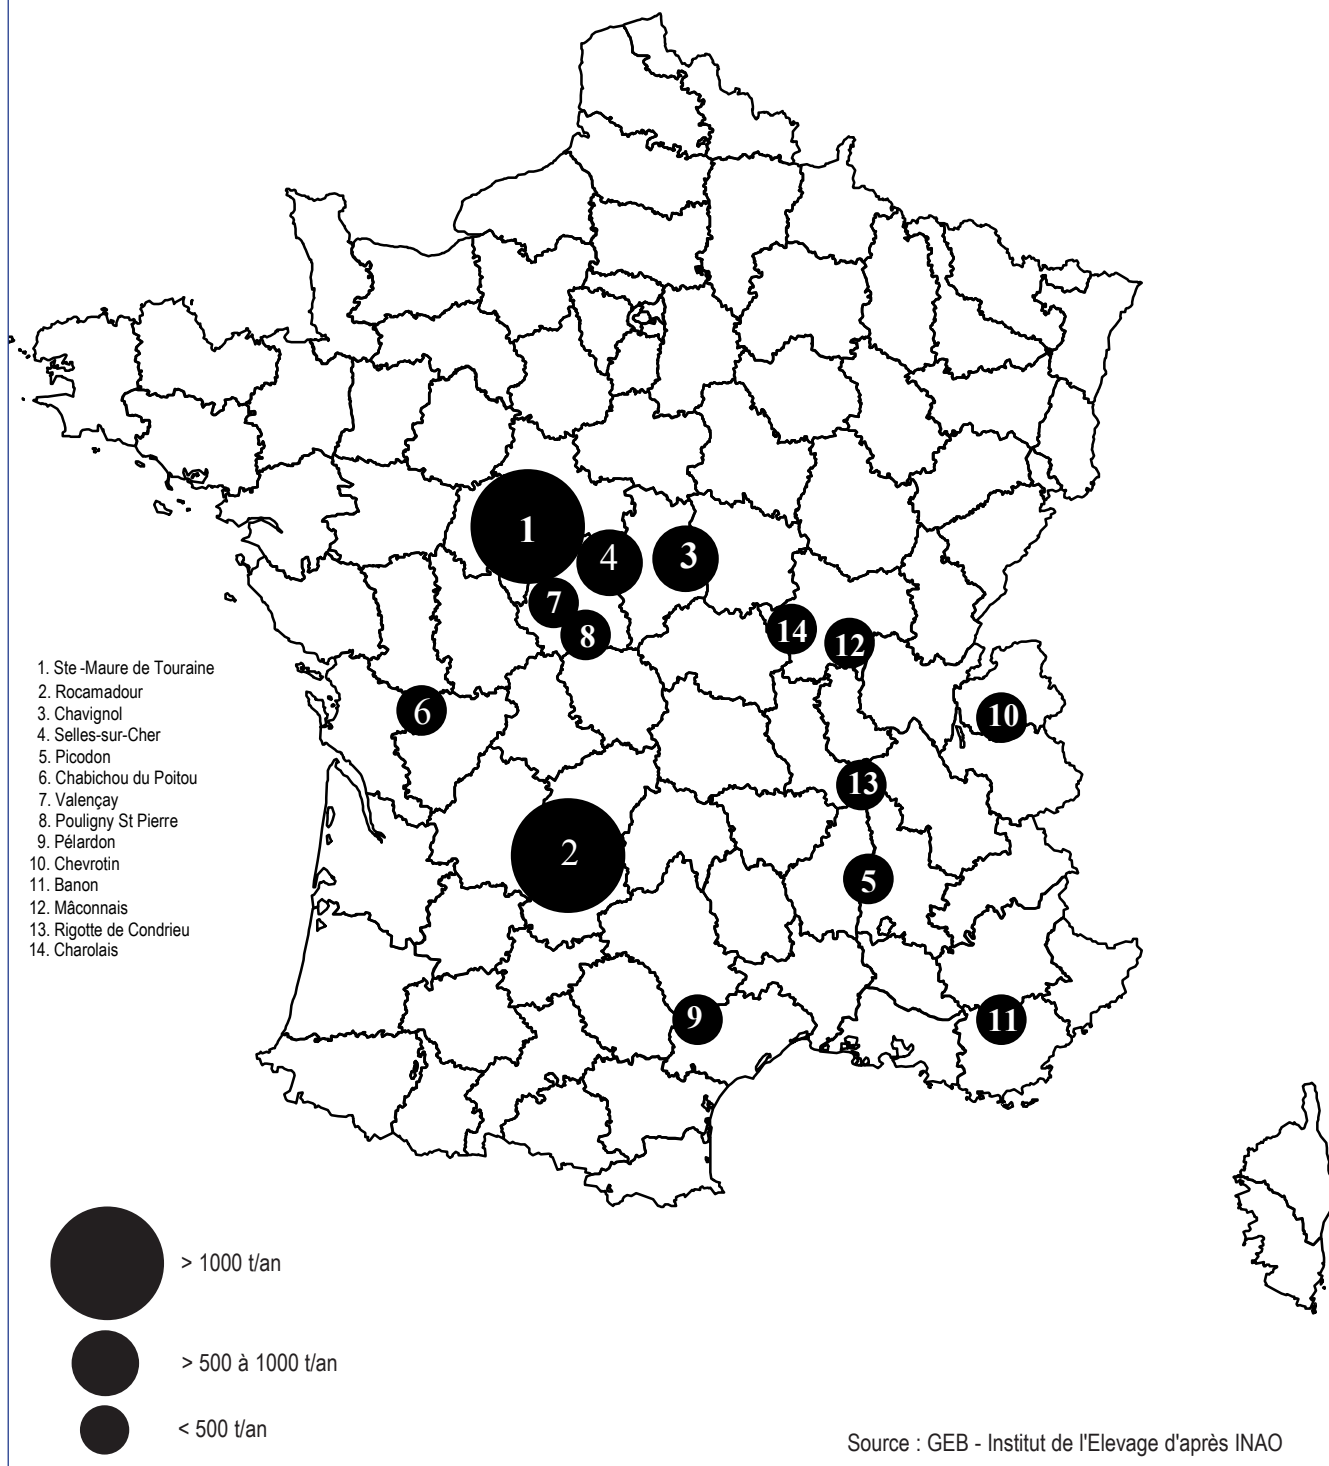 1
4
3
7
8
14
12
1. Ste -Maure de Touraine
2. Rocamadour
3. Chavignol
4. Selles-sur-Cher
5. Picodon
6. Chabichou du Poitou
7. Valençay
8. Pouligny St Pierre
9. Pélardon
10. Chevrotin
11. Banon
12. Mâconnais
13. Rigotte de Condrieu
14. Charolais
6
10
13
2
5
9
11
> 1000 t/an
> 500 à 1000 t/an
< 500 t/an
Source : GEB - Institut de l'Elevage d'après INAO